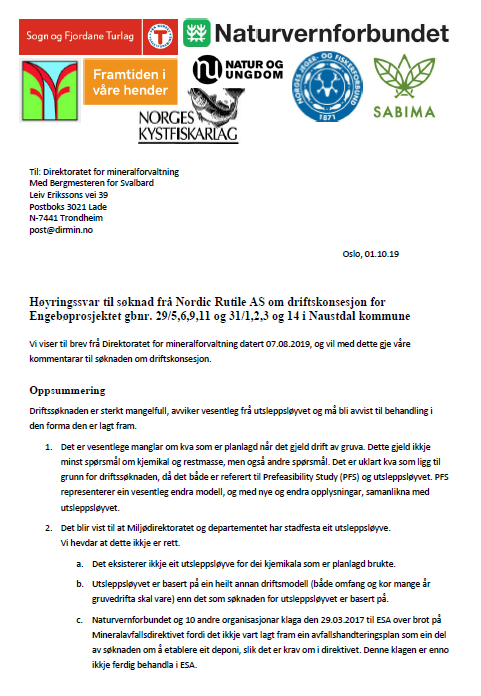 Sogn og Fjordane Turlag
T
Naturvernforbundet
Framtiden i
våre hender
NATUR OG
UNGDOM
NORGES JEGER- OG FISKERFORBUND
1871
SABIMA
NORGES
KYSTFISKARLAG
Til: Direktoratet for mineralforvaltning
Med Bergmesteren for Svalbard
Leiv Erikssons vei 39
Postboks 3021 Lade
N-7441 Trondheim
post@dirmin.no
Oslo, 01.10.19
Høyringssvar til søknad frå Nordic Rutile AS om driftskonsesjon for
Engebøprosjektet gbnr. 29/5,6,9,11 og 31/1,2,3 og 14 i Naustdal kommune
Vi viser til brev frå Direktoratet for mineralforvaltning datert 07.08.2019, og vil med dette gje våre
kommentarar til søknaden om driftskonsesjon.
Oppsummering
Driftssøknaden er sterkt mangelfull, avviker vesentleg frå utsleppsløyvet og må bli avvist til behandling i
den forma den er lagt fram.
1. Det er vesentlege manglar om kva som er planlagd når det gjeld drift av gruva. Dette gjeld ikkje
minst spørsmål om kjemikal og restmasse, men også andre spørsmål. Det er uklart kva som ligg til
grunn for driftssøknaden, då det både er referert til Prefeasibility Study (PFS) og utsleppsløyvet. PFS
representerer ein vesentleg endra modell, og med nye og endra opplysningar, samanlikna med
utsleppsløyvet.
2. Det blir vist til at Miljødirektoratet og departementet har stadfesta eit utsleppsløyve.
Vi hevdar at dette ikkje er rett.
a. Det eksisterer ikkje eit utsleppsløyve for dei kjemikala som er planlagd brukte.
b. Utsleppsløyvet er basert på ein heilt annan driftsmodell (både omfang og kor mange år
gruvedrifta skal vare) enn det som søknaden for utsleppsløyvet er basert på.
c. Naturvernforbundet og 10 andre organisasjonar klaga den 29.03.2017 til ESA over brot på
Mineralavfallsdirektivet fordi det ikkje vart lagt fram ein avfallshandteringsplan som ein del
av søknaden om å etablere eit deponi, slik det er krav om i direktivet. Denne klagen er enno
ikkje ferdig behandla i ESA.